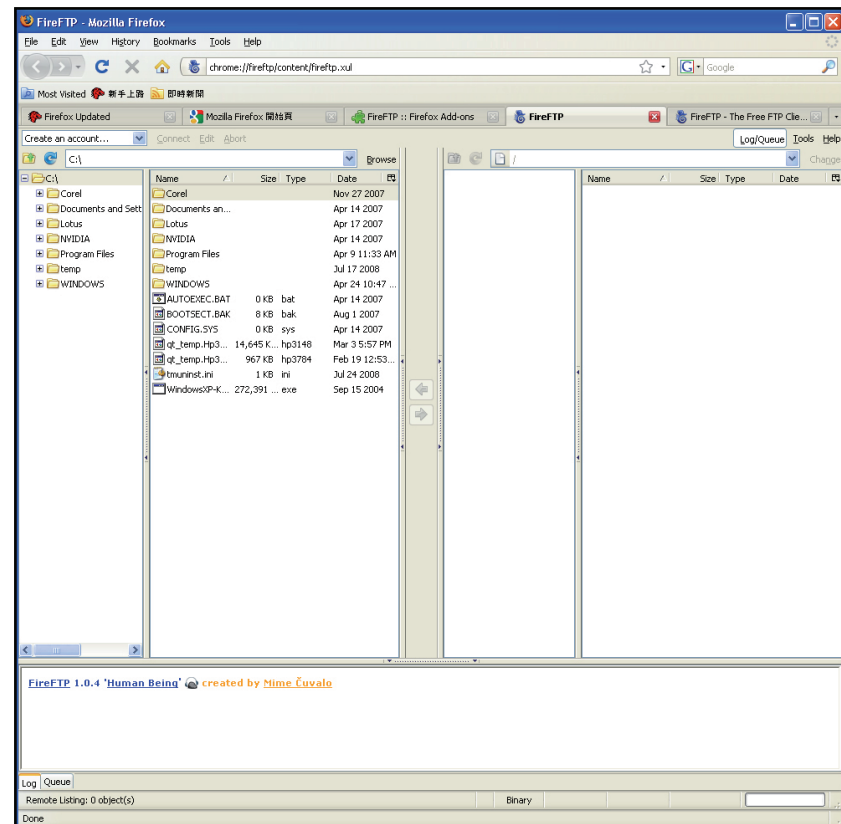 FireFTP - Mozilla Firefox
File Edit View History Bookmarks Tools Help
chrome://fireftp/content/fireftp.xul
Google
Most Visited 新手上路 即時新聞
Firefox Updated Mozilla Firefox 開始頁 FireFTP :: Firefox Add-ons FireFTP FireFTP - The Free FTP Clie...
Create an account... Connect Edit Abort Log/Queue Tools Help
C:\ Browse / Change
C:\
Corel
Documents and Sett
Lotus
NVIDIA
Program Files
temp
WINDOWS
Name Size Type Date
Corel Nov 27 2007
Documents an... Apr 14 2007
Lotus Apr 17 2007
NVIDIA Apr 14 2007
Program Files Apr 9 11:33 AM
temp Jul 17 2008
WINDOWS Apr 24 10:47 ...
AUTOEXEC.BAT 0 KB bat Apr 14 2007
BOOTSECT.BAK 8 KB bak Aug 1 2007
CONFIG.SYS 0 KB sys Apr 14 2007
qt_temp.Hp3... 14,645 K... hp3148 Mar 3 5:57 PM
qt_temp.Hp3... 967 KB hp3784 Feb 19 12:53...
tmuninst.ini 1 KB ini Jul 24 2008
WindowsXP-K... 272,391 ... exe Sep 15 2004
Name Size Type Date
FireFTP 1.0.4 'Human Being' created by Mime Čuvalo
Log Queue
Remote Listing: 0 object(s) Binary
Done